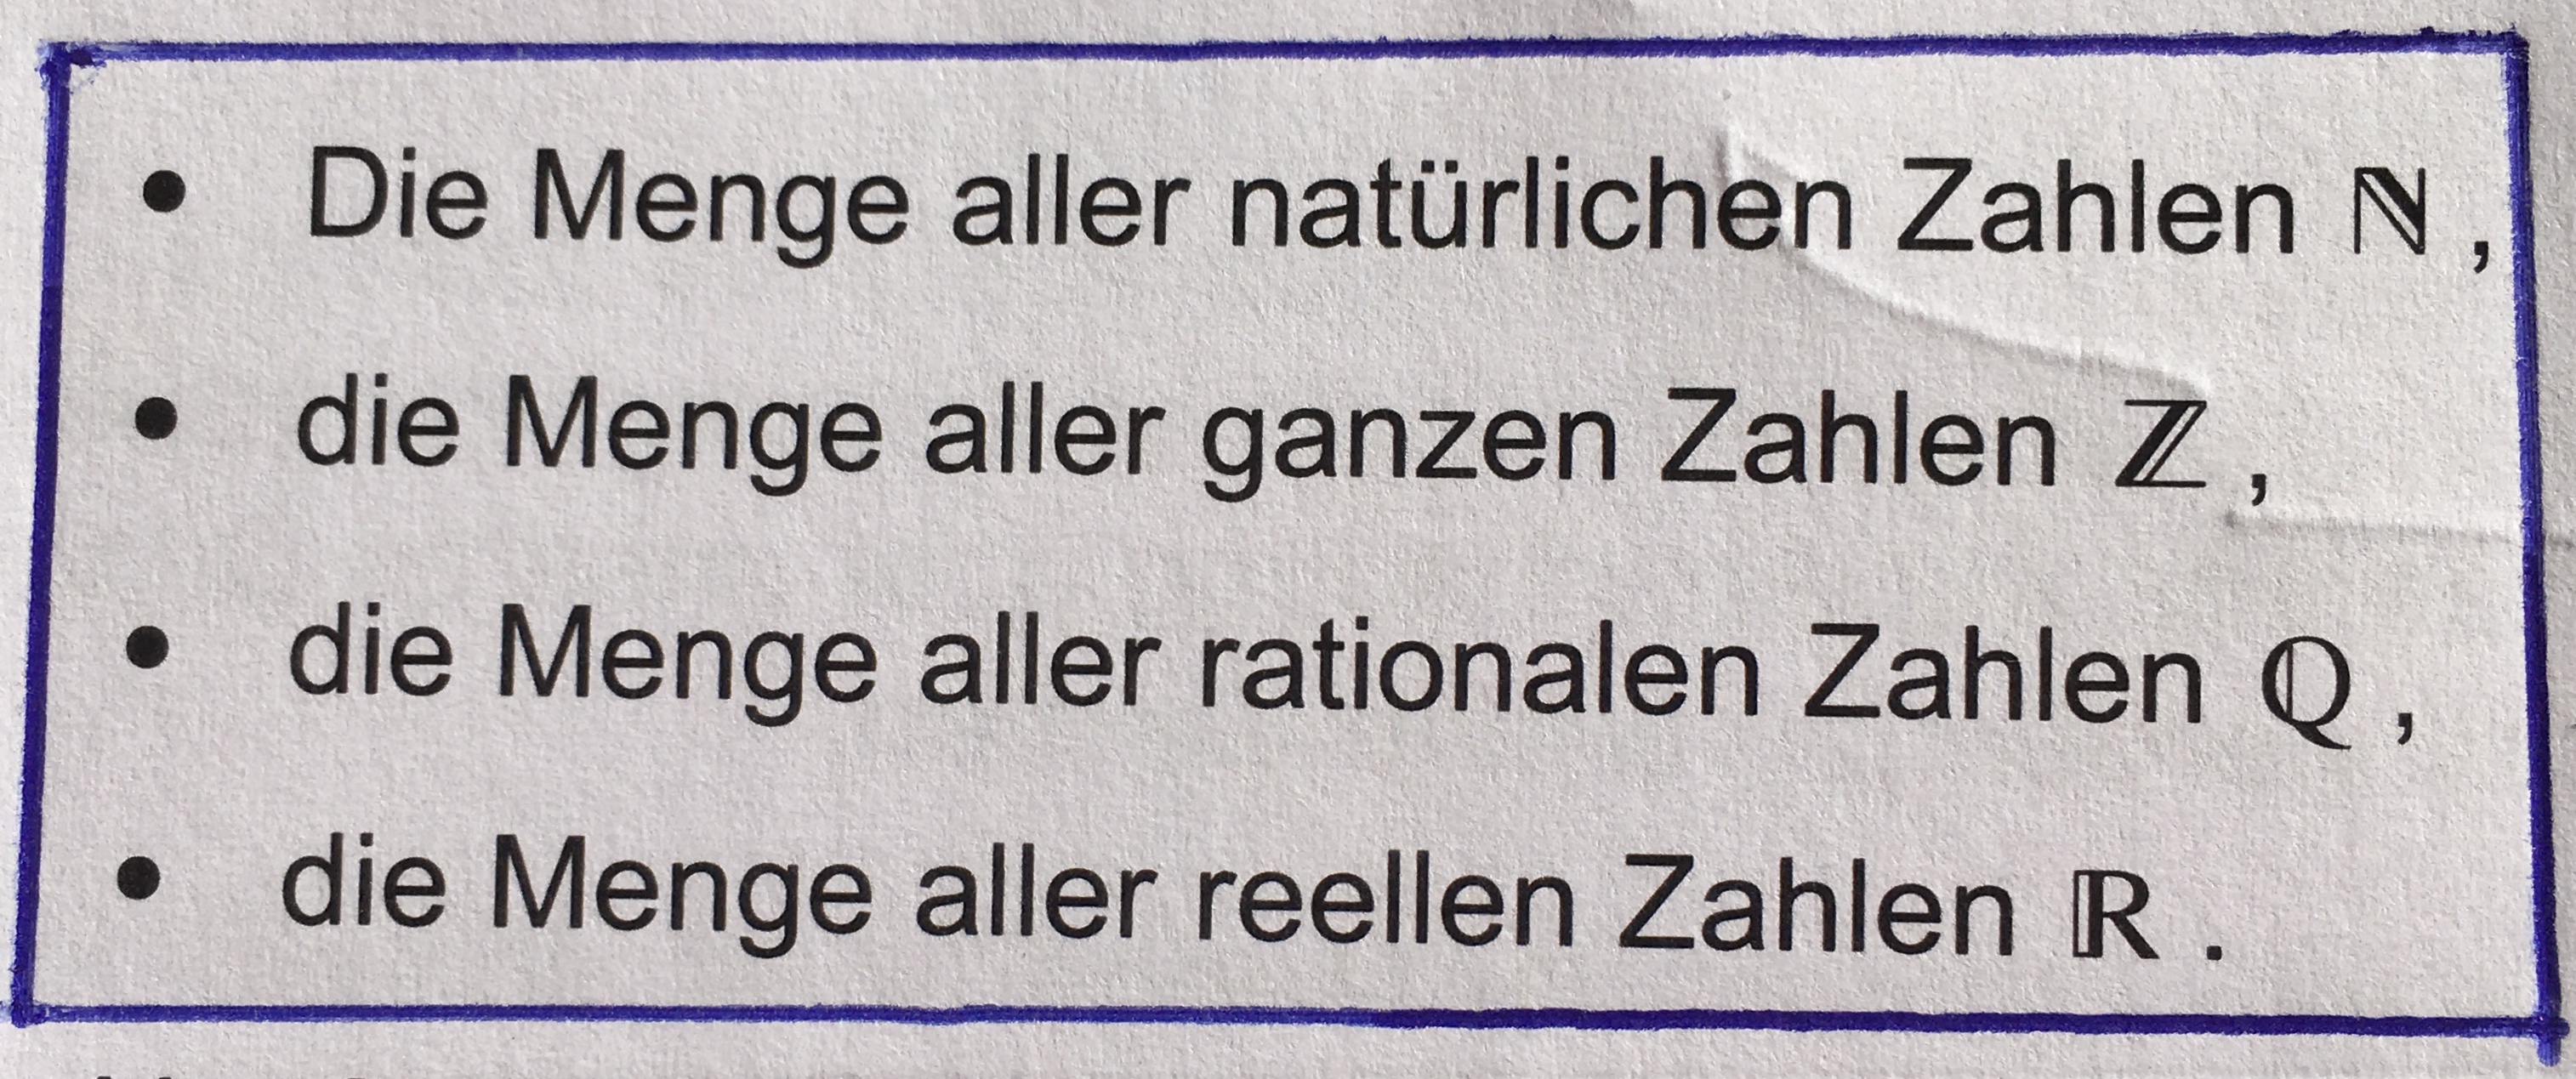 • Die Menge aller natürlichen Zahlen ℕ ,
• die Menge aller ganzen Zahlen ℤ ,
• die Menge aller rationalen Zahlen ℚ ,
• die Menge aller reellen Zahlen ℝ .